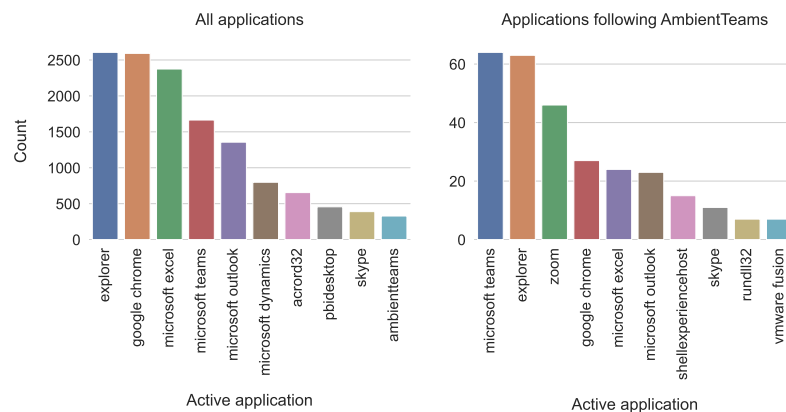 All applications
Count
2500
2000
1500
1000
500
0
explorer
google chrome
microsoft excel
microsoft teams
microsoft outlook
microsoft dynamics
acrord32
pbidesktop
skype
ambientteams
Active application
Applications following AmbientTeams
60
40
20
0
microsoft teams
explorer
zoom
google chrome
microsoft excel
microsoft outlook
shellexperiencehost
skype
rundll32
vmware fusion
Active application